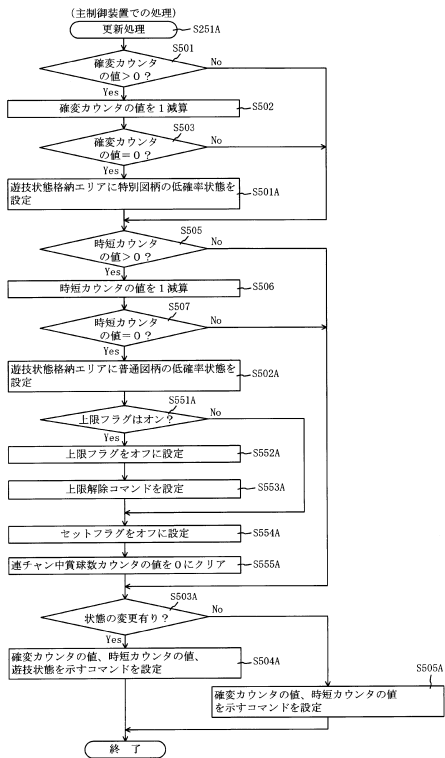 (主制御装置での処理)
更新処理
S251A
S501
確変カウンタ
の値>0?
No
Yes
確変カウンタの値を1減算
S502
S503
確変カウンタ
の値=0?
No
Yes
遊技状態格納エリアに特別図柄の低確率状態を
設定
S501A
S505
時短カウンタ
の値>0?
No
Yes
時短カウンタの値を1減算
S506
S507
時短カウンタ
の値=0?
No
Yes
遊技状態格納エリアに普通図柄の低確率状態を
設定
S502A
S551A
上限フラグはオン?
No
Yes
上限フラグをオフに設定
S552A
上限解除コマンドを設定
S553A
セットフラグをオフに設定
S554A
連チャン中賞球数カウンタの値を0にクリア
S555A
S503A
状態の変更有り?
No
Yes
確変カウンタの値、時短カウンタの値、
遊技状態を示すコマンドを設定
S504A
S505A
確変カウンタの値、時短カウンタの値
を示すコマンドを設定
終 了